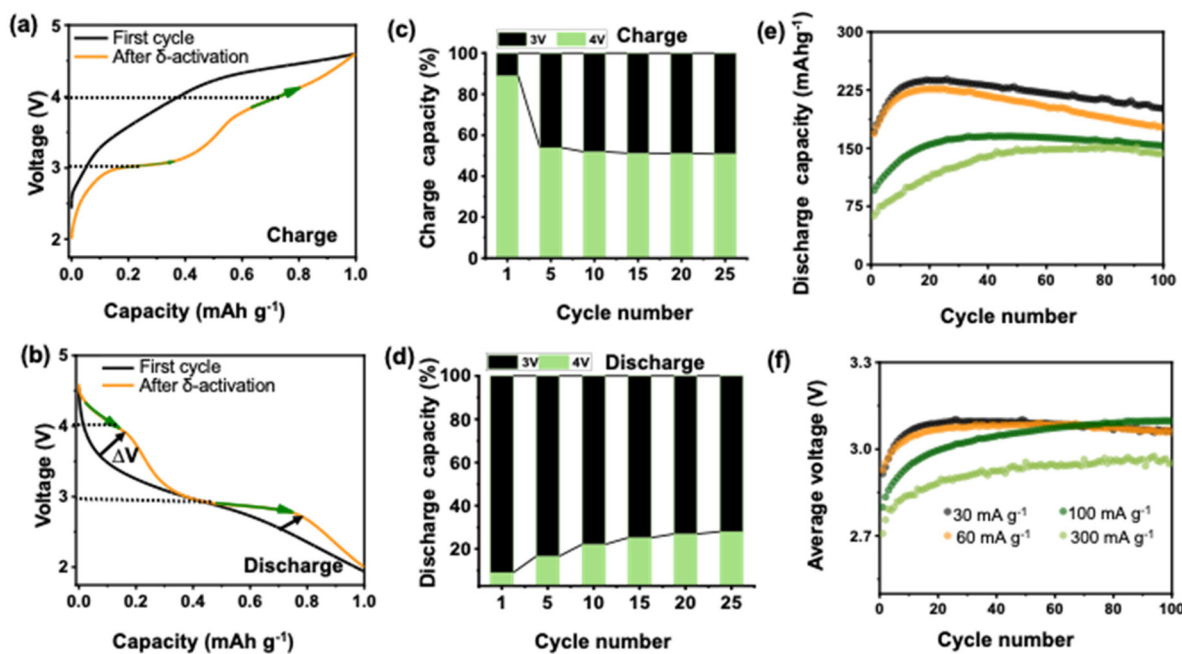 (a)
5
4
3
2
Voltage (V)
First cycle
After δ-activation
Charge
0.0 0.2 0.4 0.6 0.8 1.0
Capacity (mAh g⁻¹)
(c)
3V 4V Charge
100
80
60
40
20
0
Charge capacity (%)
1 5 10 15 20 25
Cycle number
(e)
300
225
150
75
0
Discharge capacity (mAhg⁻¹)
0 20 40 60 80 100
Cycle number
(b)
5
4
3
2
Voltage (V)
First cycle
After δ-activation
ΔV
Discharge
0.0 0.2 0.4 0.6 0.8 1.0
Capacity (mAh g⁻¹)
(d)
3V 4V Discharge
100
80
60
40
20
Discharge capacity (%)
1 5 10 15 20 25
Cycle number
(f)
3.3
3.0
2.7
Average voltage (V)
30 mA g⁻¹ 100 mA g⁻¹
60 mA g⁻¹ 300 mA g⁻¹
0 20 40 60 80 100
Cycle number